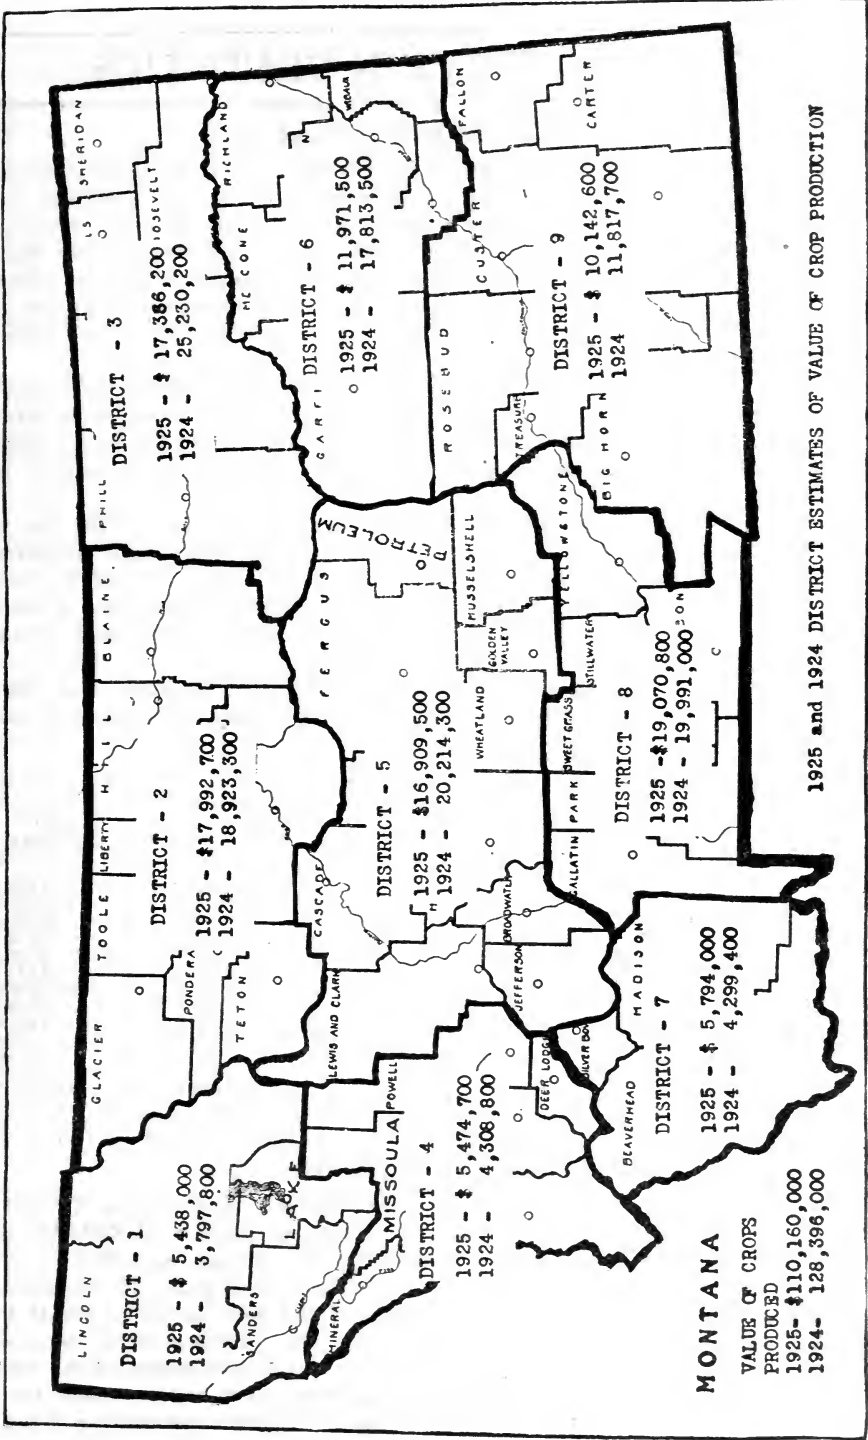 LINCOLN
DISTRICT - 1
1925 - $ 5,438,000
1924 - 3,797,800
SANDERS
LAKE
GLACIER
TOOLE
LIBERTY
HILL
BLAINE
PONDERA
TETON
DISTRICT - 2
1925 - $17,992,700
1924 - 18,923,300
PHILL
IS
SHERIDAN
DISTRICT - 3
1925 - $ 17,386,200 OSEVELT
1924 - 25,230,200
MINERAL
MISSOULA
POWELL
DEER LODGE
DISTRICT - 4
1925 - $ 5,474,700
1924 - 4,308,800
LEWIS AND CLARK
CASCADE
FERGUS
PETROLEUM
DISTRICT - 5
1925 - $16,909,500
1924 - 20,214,300
M
WHEATLAND
GOLDEN
VALLEY
MUSSELSHELL
BROADWATER
JEFFERSON
GARFI
MC CONE
RICHLAND
N
DISTRICT - 6
1925 - $ 11,971,500
1924 - 17,813,500
BEAVERHEAD
SILVER BOW
MADISON
DISTRICT - 7
1925 - $ 5,794,000
1924 - 4,299,400
GALLATIN
PARK
SWEET GRASS
STILLWATER
YELLOWSTONE
DISTRICT - 8
1925 -$19,070,800
1924 - 19,991,000
BON
ROSEBUD
TREASURE
CUSTER
FALLON
CARTER
BIG HORN
DISTRICT - 9
1925 - $ 10,142,600
1924 11,817,700
MONTANA
VALUE OF CROPS
PRODUCED
1925- $110,160,000
1924- 128,396,000
1925 and 1924 DISTRICT ESTIMATES OF VALUE OF CROP PRODUCTION